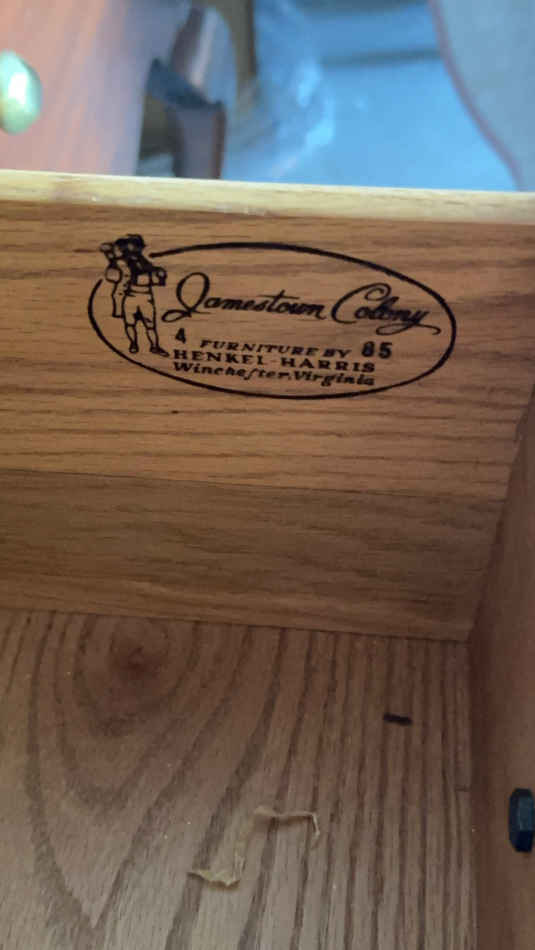 Jamestown Colony
4 FURNITURE BY 85
HENKEL-HARRIS
Wincheſter, Virginia